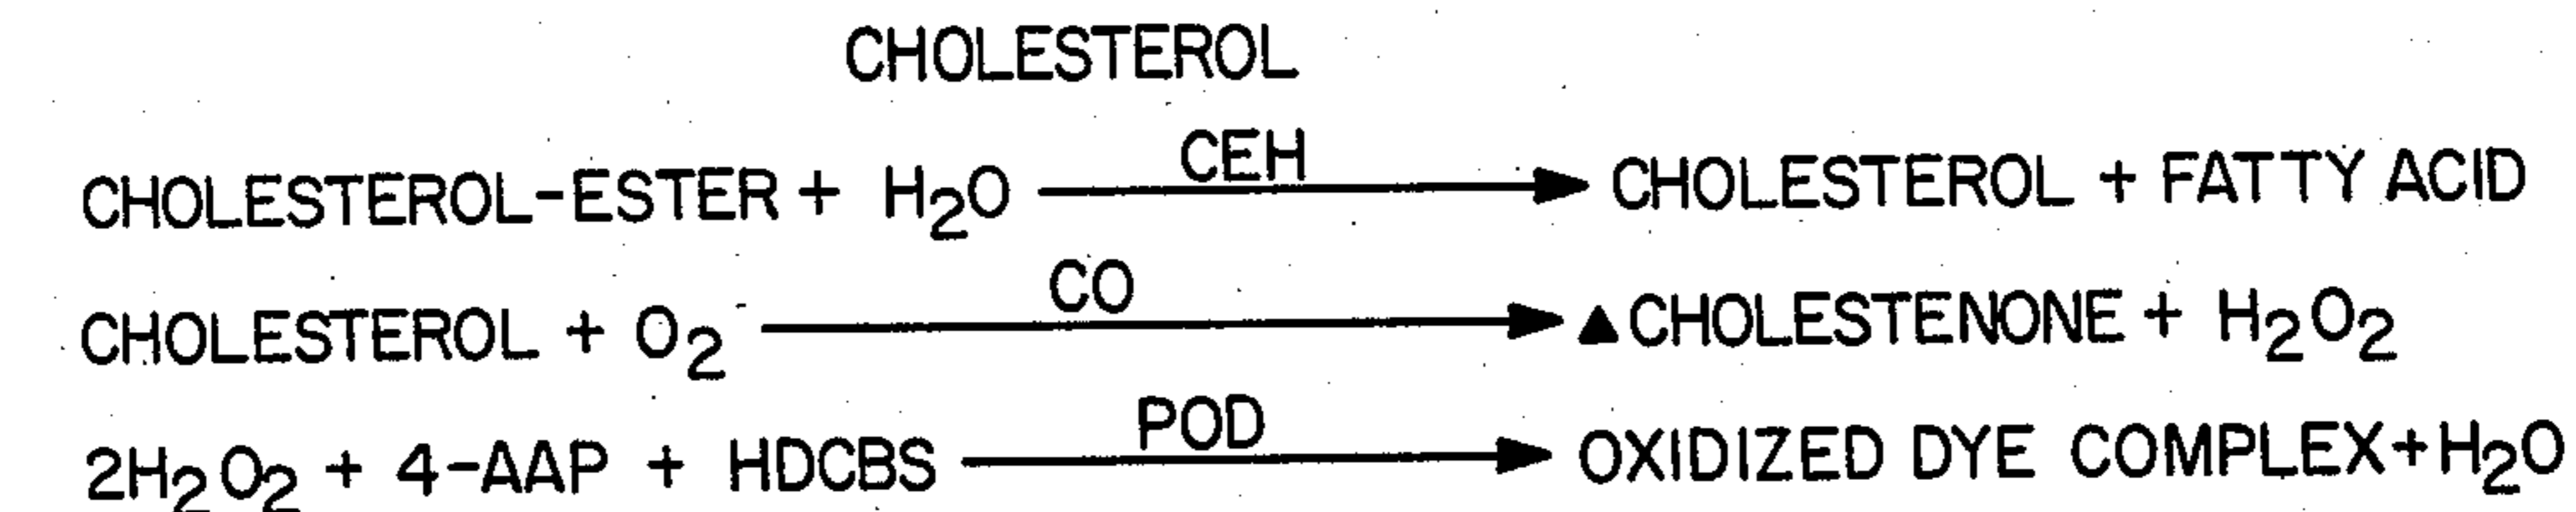 CHOLESTEROL
CHOLESTEROL-ESTER + H₂O —CEH→ CHOLESTEROL + FATTY ACID
CHOLESTEROL + O₂ —CO→ ▲CHOLESTENONE + H₂O₂
2H₂O₂ + 4-AAP + HDCBS —POD→ OXIDIZED DYE COMPLEX+H₂O